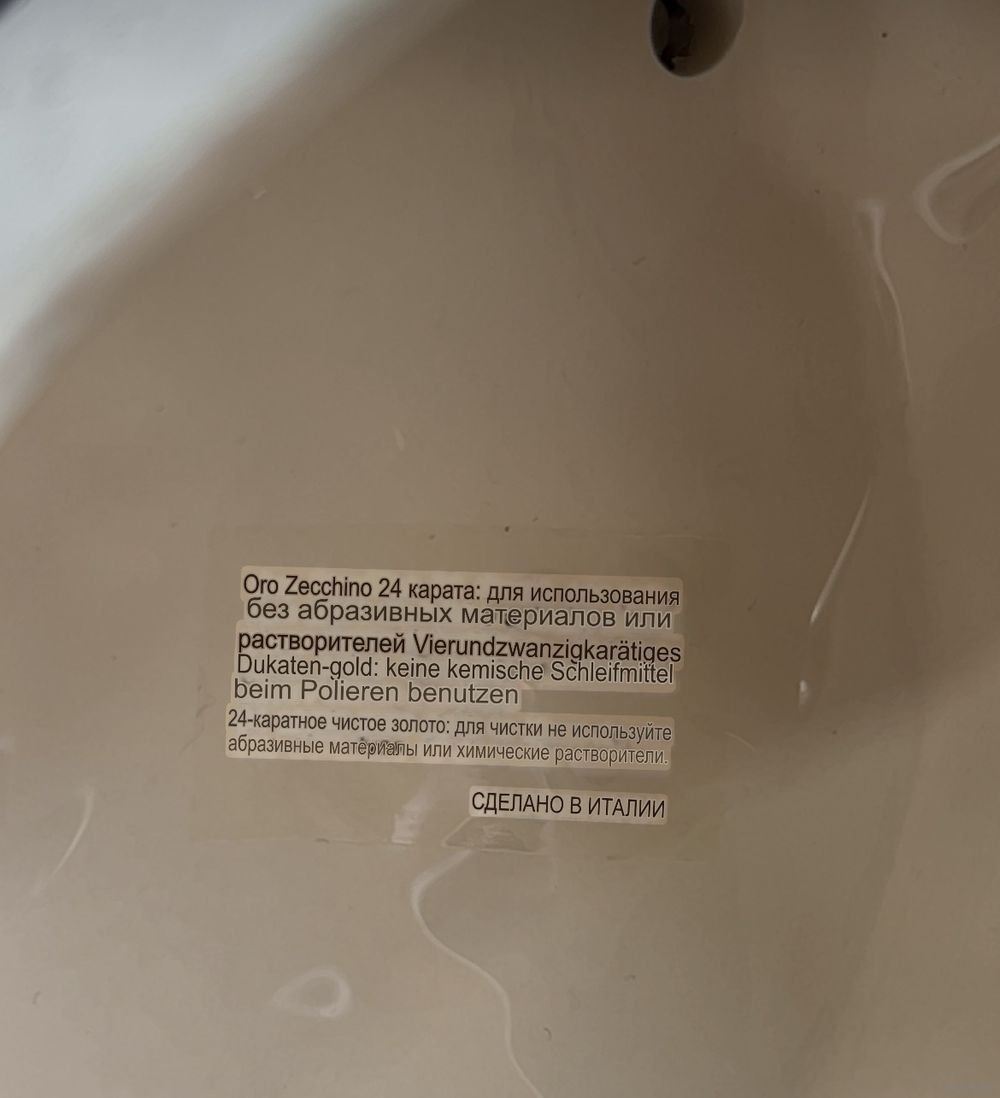 Oro Zecchino 24 карата: для использования
без абразивных материалов или
растворителей Vierundzwanzigkarätiges
Dukaten-gold: keine kemische Schleifmittel
beim Polieren benutzen
24-каратное чистое золото: для чистки не используйте
абразивные материалы или химические растворители.
СДЕЛАНО В ИТАЛИИ